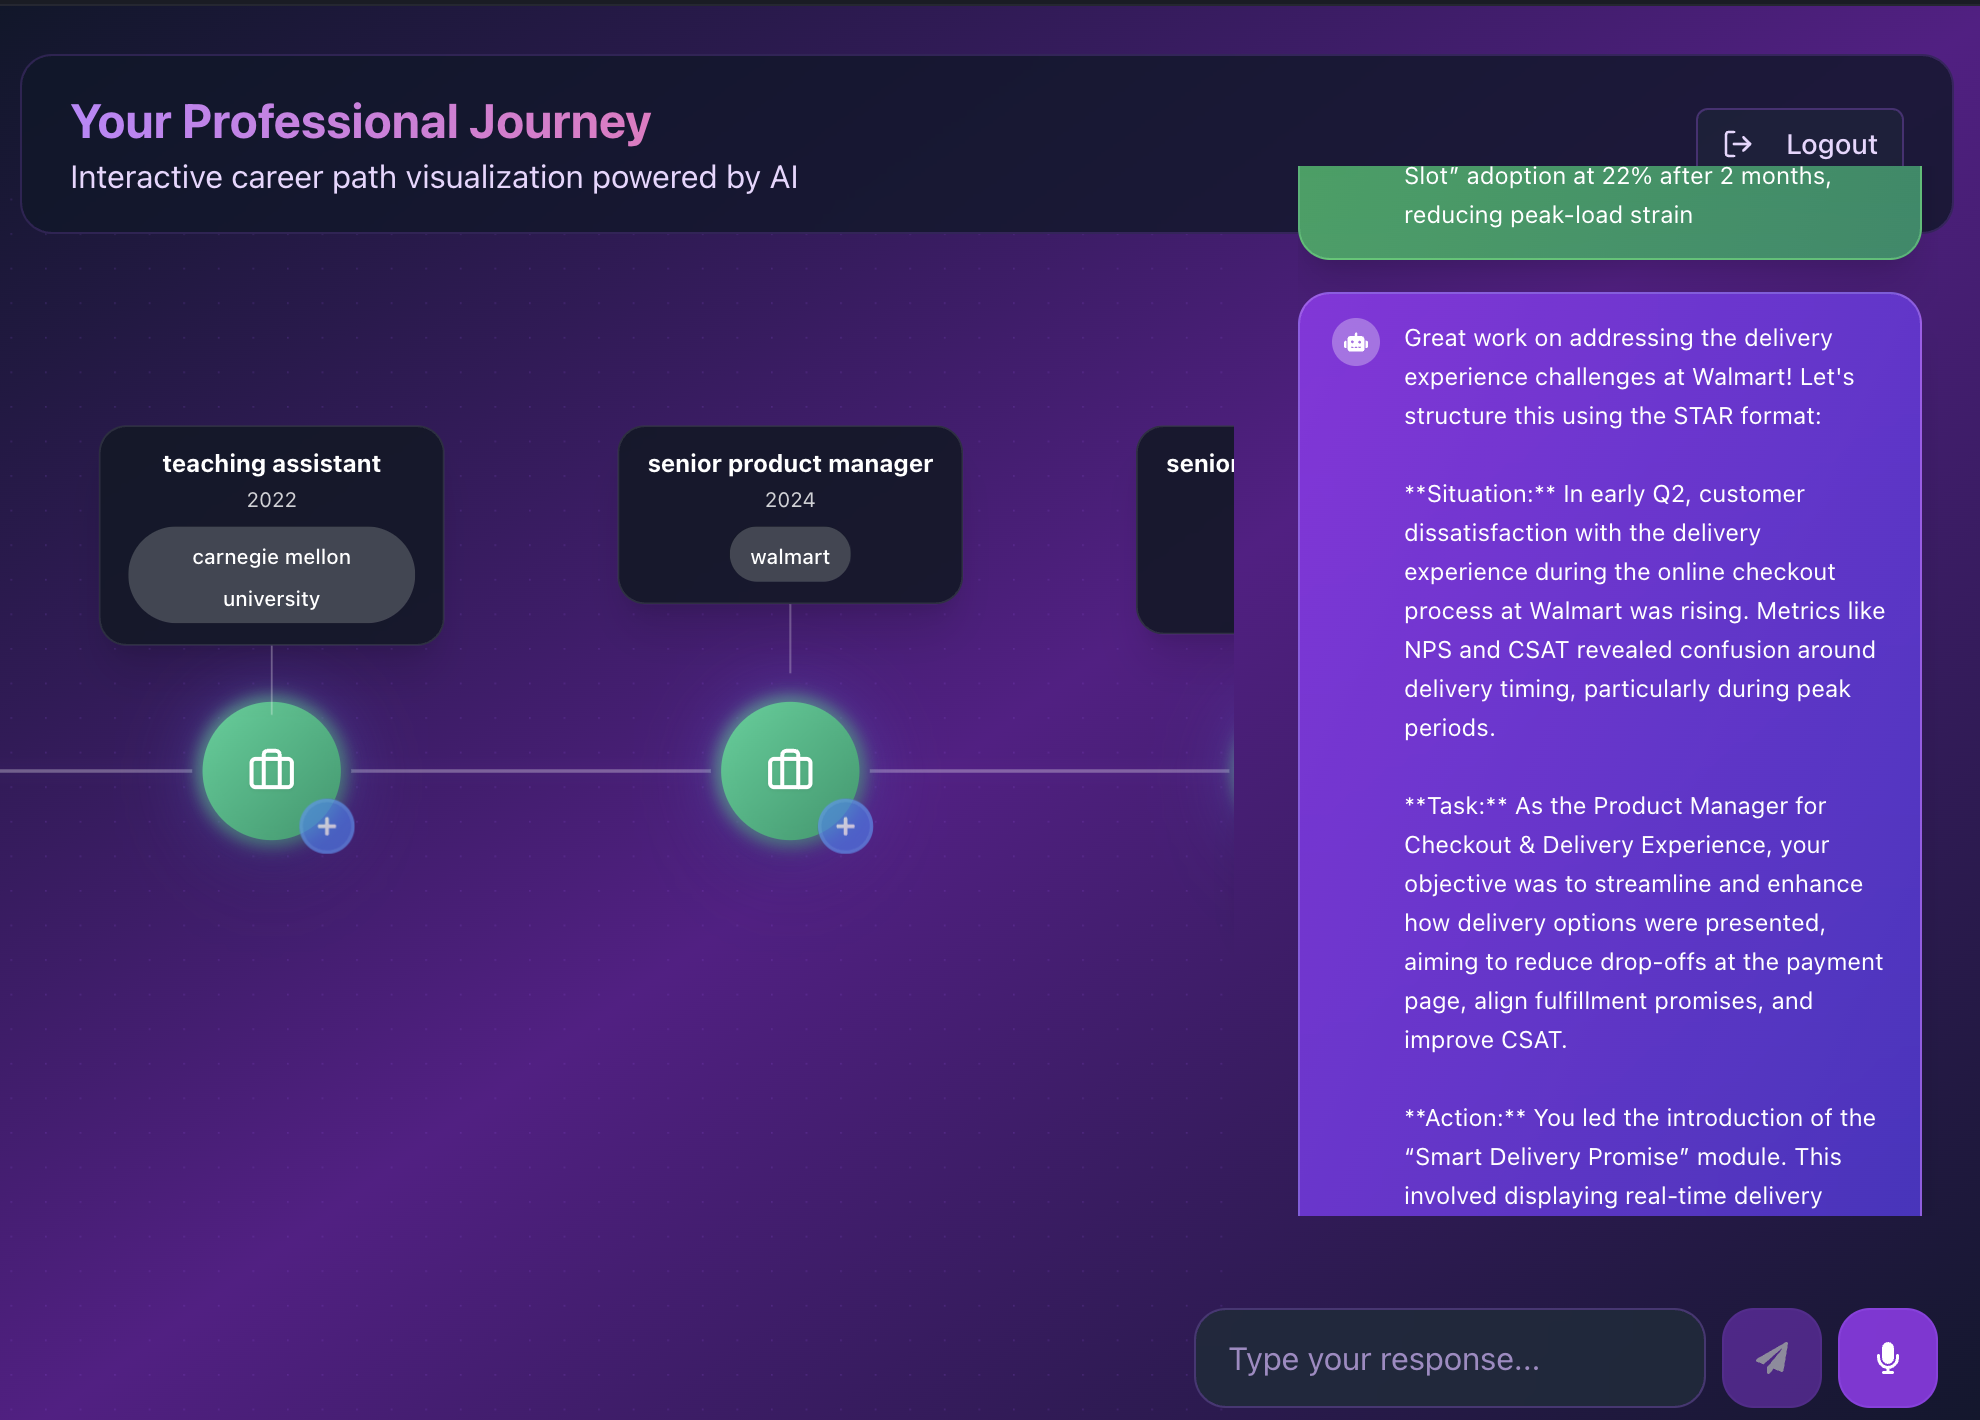 Your Professional Journey
Interactive career path visualization powered by AI
Logout
teaching assistant
2022
carnegie mellon
university
senior product manager
2024
walmart
senior
Slot” adoption at 22% after 2 months,
reducing peak-load strain
Great work on addressing the delivery
experience challenges at Walmart! Let's
structure this using the STAR format:
**Situation:** In early Q2, customer
dissatisfaction with the delivery
experience during the online checkout
process at Walmart was rising. Metrics like
NPS and CSAT revealed confusion around
delivery timing, particularly during peak
periods.
**Task:** As the Product Manager for
Checkout & Delivery Experience, your
objective was to streamline and enhance
how delivery options were presented,
aiming to reduce drop-offs at the payment
page, align fulfillment promises, and
improve CSAT.
**Action:** You led the introduction of the
“Smart Delivery Promise” module. This
involved displaying real-time delivery
Type your response...